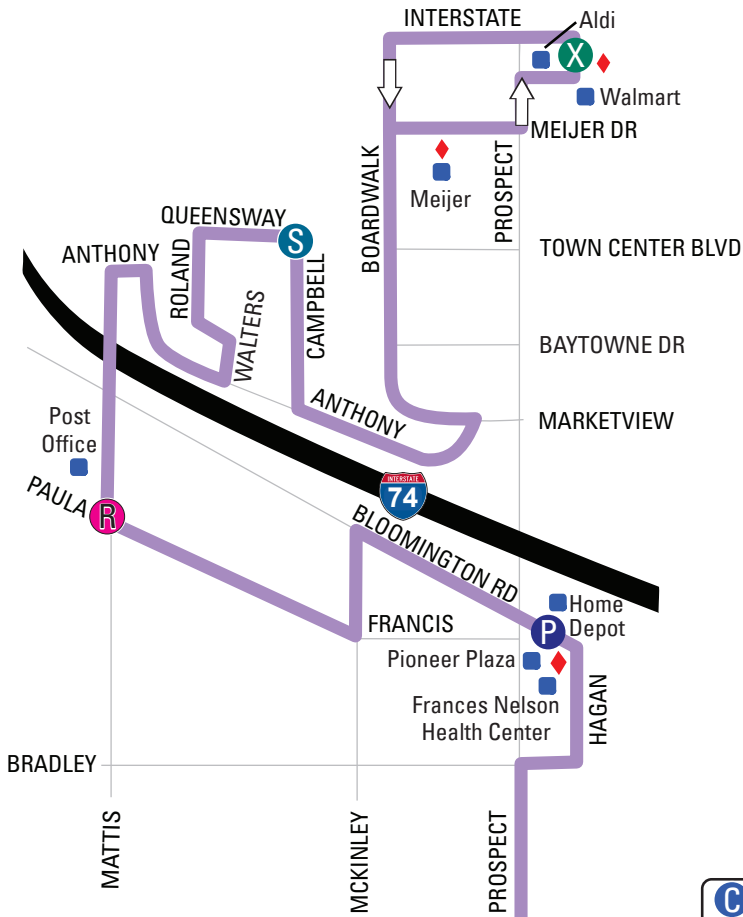 INTERSTATE
Aldi
X
Walmart
MEIJER DR
Meijer
BOARDWALK
PROSPECT
QUEENSWAY
S
ANTHONY
ROLAND
WALTERS
CAMPBELL
TOWN CENTER BLVD
BAYTOWNE DR
ANTHONY
MARKETVIEW
Post
Office
PAULA
R
INTERSTATE
74
BLOOMINGTON RD
Home
Depot
P
FRANCIS
Pioneer Plaza
Frances Nelson
Health Center
HAGAN
BRADLEY
MATTIS
MCKINLEY
PROSPECT
C